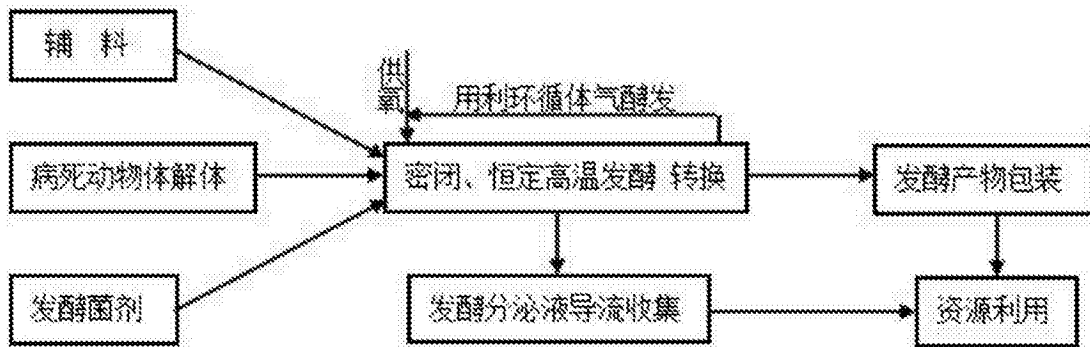 辅 料
供氧
用利环循体气酵发
病死动物体解体
密闭、恒定高温发酵 转换
发酵产物包装
发酵菌剂
发酵分泌液导流收集
资源利用